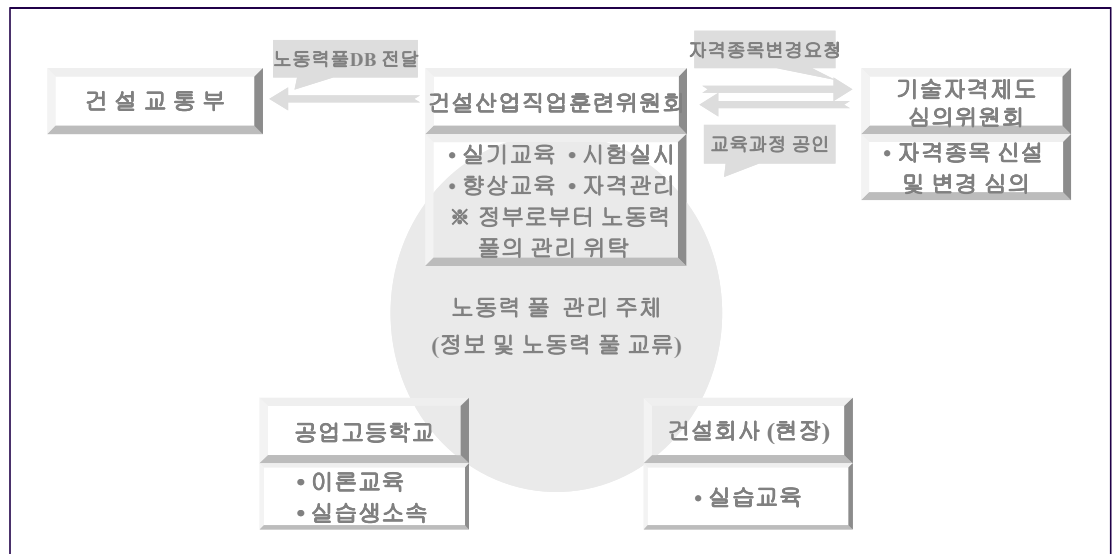 노동력풀DB 전달
자격종목변경요청
건설교통부
건설산업직업훈련위원회
기술자격제도
심의위원회
교육과정 공인
• 실기교육 • 시험실시
• 향상교육 • 자격관리
※ 정부로부터 노동력
풀의 관리 위탁
• 자격종목 신설
및 변경 심의
노동력 풀 관리 주체
(정보 및 노동력 풀 교류)
공업고등학교
• 이론교육
• 실습생소속
건설회사 (현장)
• 실습교육